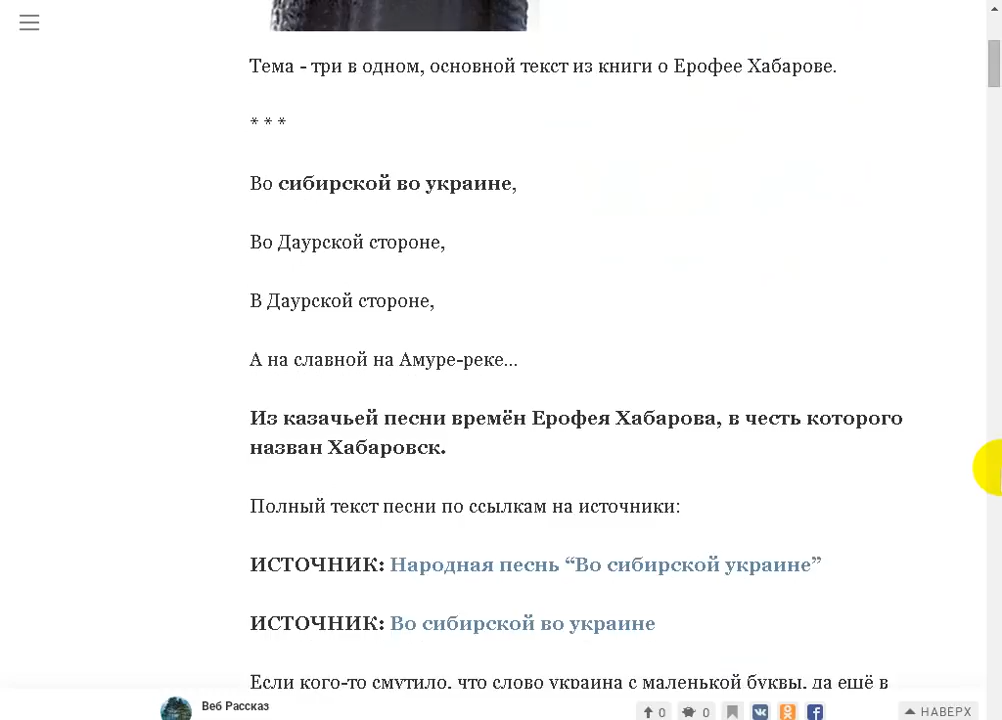 Тема - три в одном, основной текст из книги о Ерофее Хабарове.
* * *
Во сибирской во украине,
Во Даурской стороне,
В Даурской стороне,
А на славной на Амуре-реке...
Из казачьей песни времён Ерофея Хабарова, в честь которого
назван Хабаровск.
Полный текст песни по ссылкам на источники:
ИСТОЧНИК: Народная песнь “Во сибирской украине”
ИСТОЧНИК: Во сибирской во украине
Если кого-то смутило, что слово украина с маленькой буквы, да ещё в
Веб Рассказ
0
0
НАВЕРХ